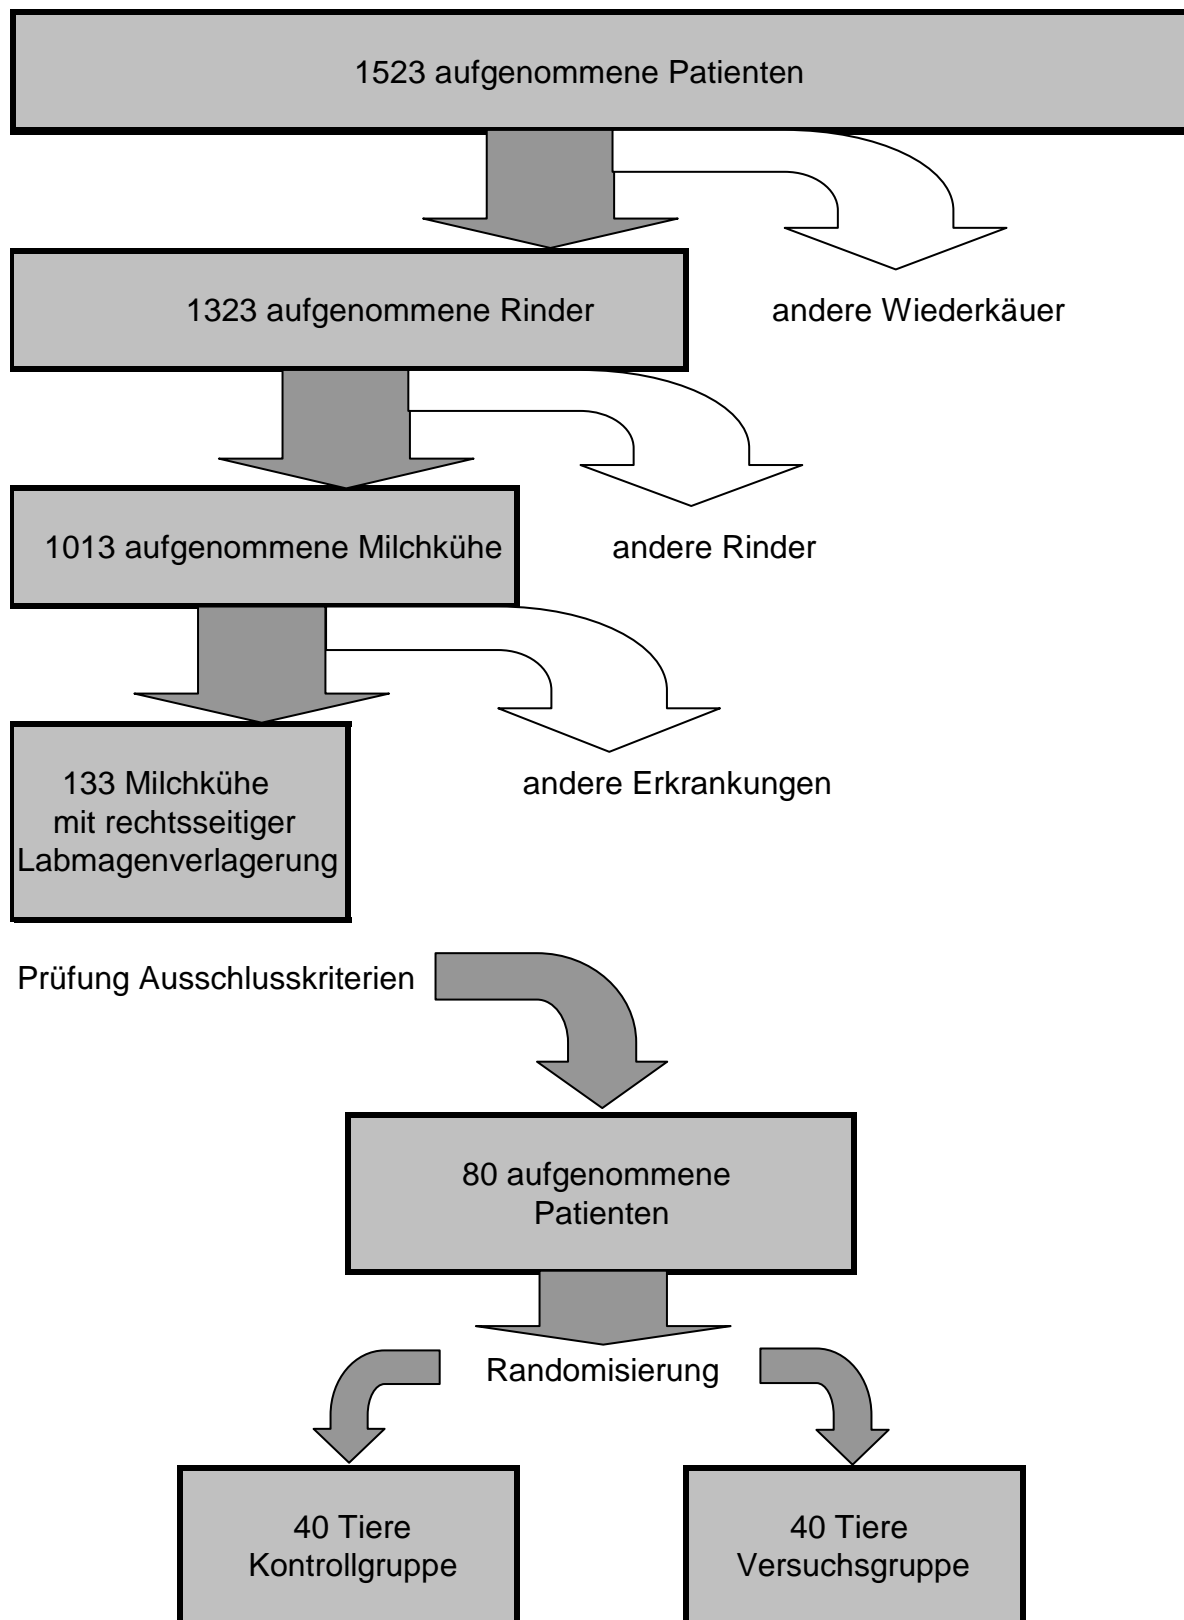 1523 aufgenommene Patienten
1323 aufgenommene Rinder
andere Wiederkäuer
1013 aufgenommene Milchkühe
andere Rinder
133 Milchkühe
mit rechtsseitiger
Labmagenverlagerung
andere Erkrankungen
Prüfung Ausschlusskriterien
80 aufgenommene
Patienten
Randomisierung
40 Tiere
Kontrollgruppe
40 Tiere
Versuchsgruppe